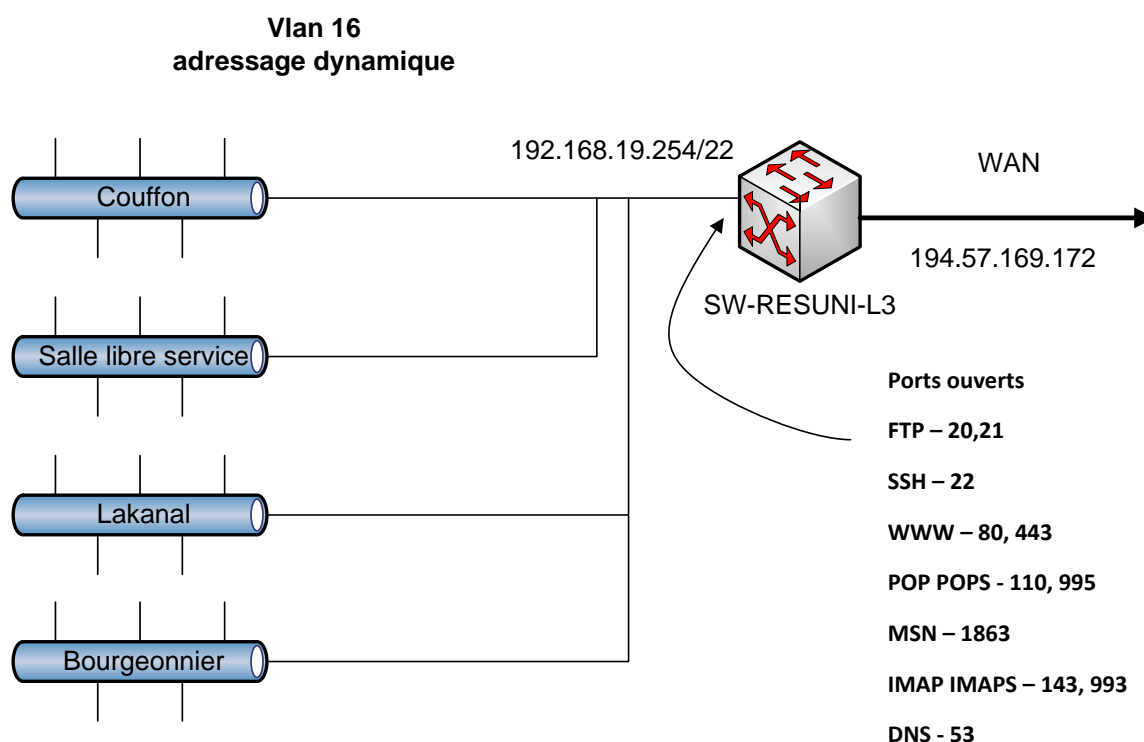 Vlan 16
adressage dynamique
192.168.19.254/22
WAN
Couffon
194.57.169.172
SW-RESUNI-L3
Salle libre service
Ports ouverts
FTP – 20,21
SSH – 22
Lakanal
WWW – 80, 443
POP POPS - 110, 995
MSN – 1863
Bourgeonnier
IMAP IMAPS – 143, 993
DNS - 53